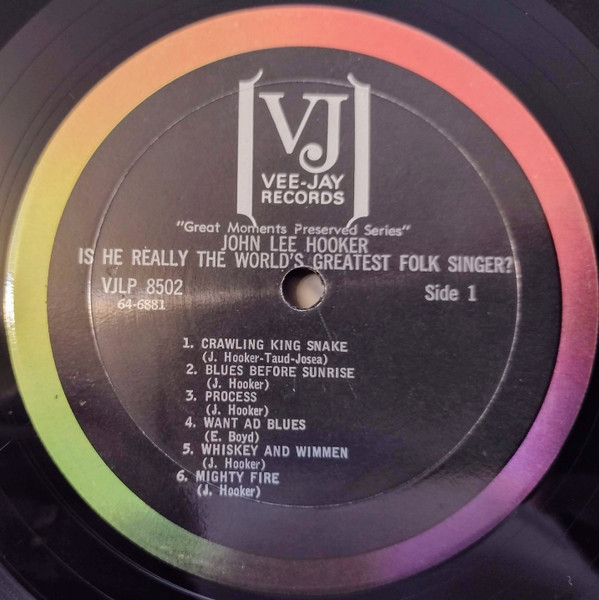 VJ
VEE-JAY
RECORDS
"Great Moments Preserved Series"
JOHN LEE HOOKER
IS HE REALLY THE WORLD'S GREATEST FOLK SINGER?
VJLP 8502 Side 1
64-6881
1. CRAWLING KING SNAKE
(J. Hooker-Taud-Josea)
2. BLUES BEFORE SUNRISE
(J. Hooker)
3. PROCESS
(J. Hooker)
4. WANT AD BLUES
(E. Boyd)
5. WHISKEY AND WIMMEN
(J. Hooker)
6. MIGHTY FIRE
(J. Hooker)